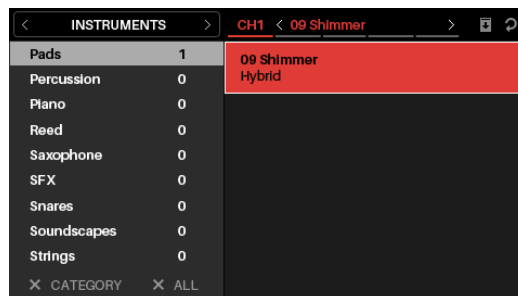 < INSTRUMENTS > CH1 < 09 Shimmer >
Pads 1
Percussion 0
Piano 0
Reed 0
Saxophone 0
SFX 0
Snares 0
Soundscapes 0
Strings 0
× CATEGORY × ALL
09 Shimmer
Hybrid